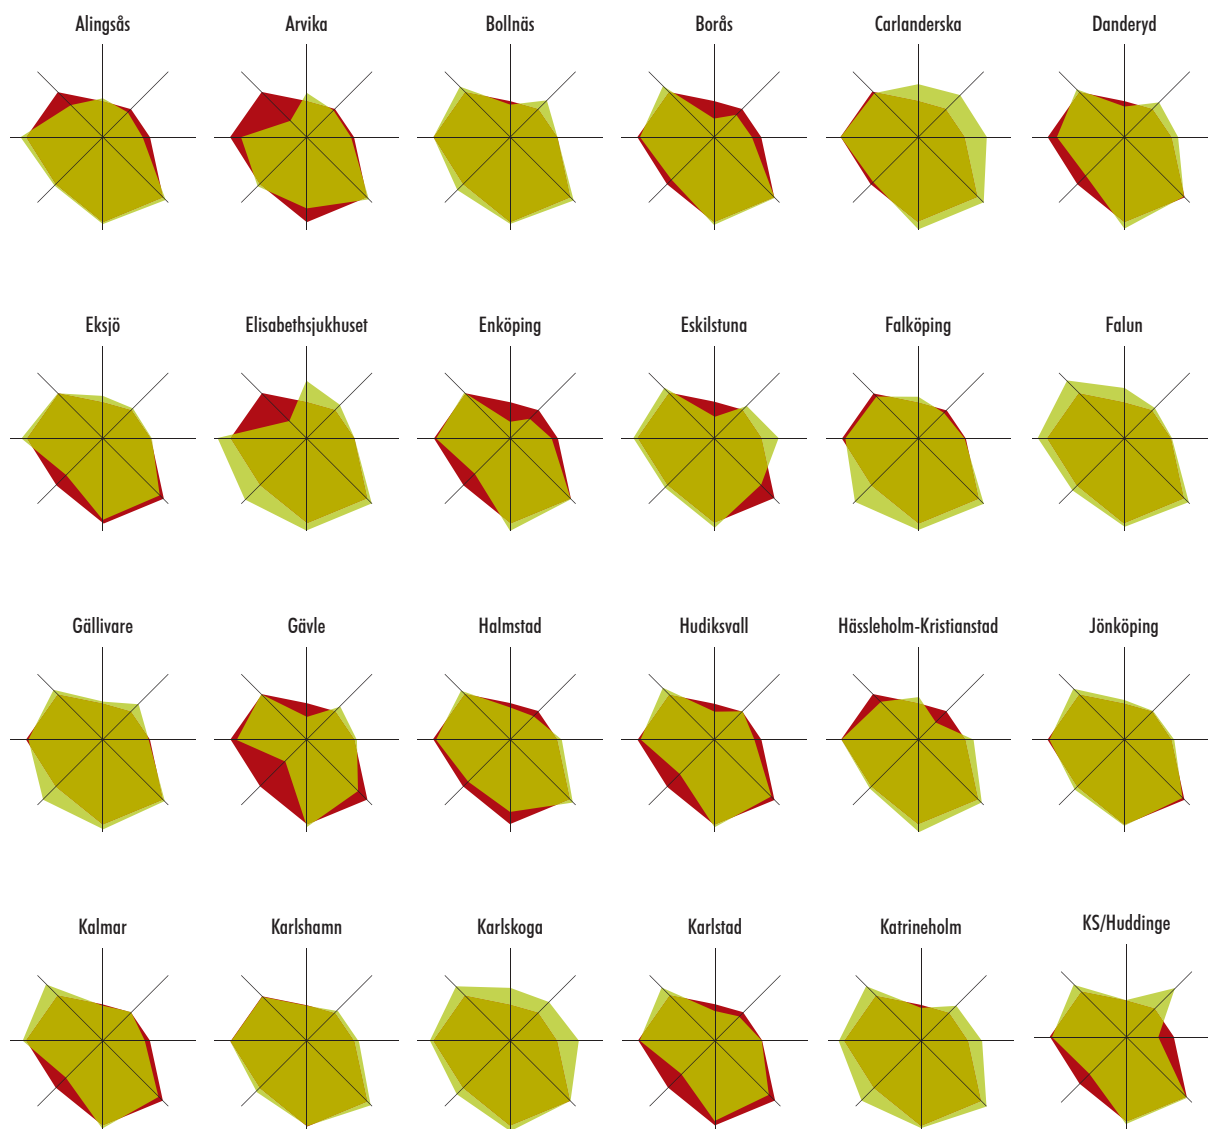 Alingsås
Arvika
Bollnäs
Borås
Carlanderska
Danderyd
Eksjö
Elisabethsjukhuset
Enköping
Eskilstuna
Falköping
Falun
Gällivare
Gävle
Halmstad
Hudiksvall
Hässleholm-Kristianstad
Jönköping
Kalmar
Karlshamn
Karlskoga
Karlstad
Katrineholm
KS/Huddinge